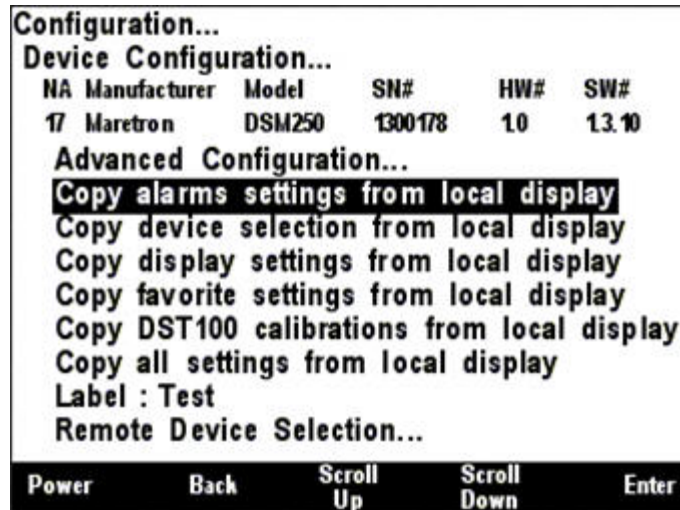 Configuration...
Device Configuration...
NA Manufacturer Model SN# HW# SW#
17 Maretron DSM250 1300178 1.0 1.3.10
Advanced Configuration...
Copy alarms settings from local display
Copy device selection from local display
Copy display settings from local display
Copy favorite settings from local display
Copy DST100 calibrations from local display
Copy all settings from local display
Label : Test
Remote Device Selection...
Power Back Scroll Up Scroll Down Enter